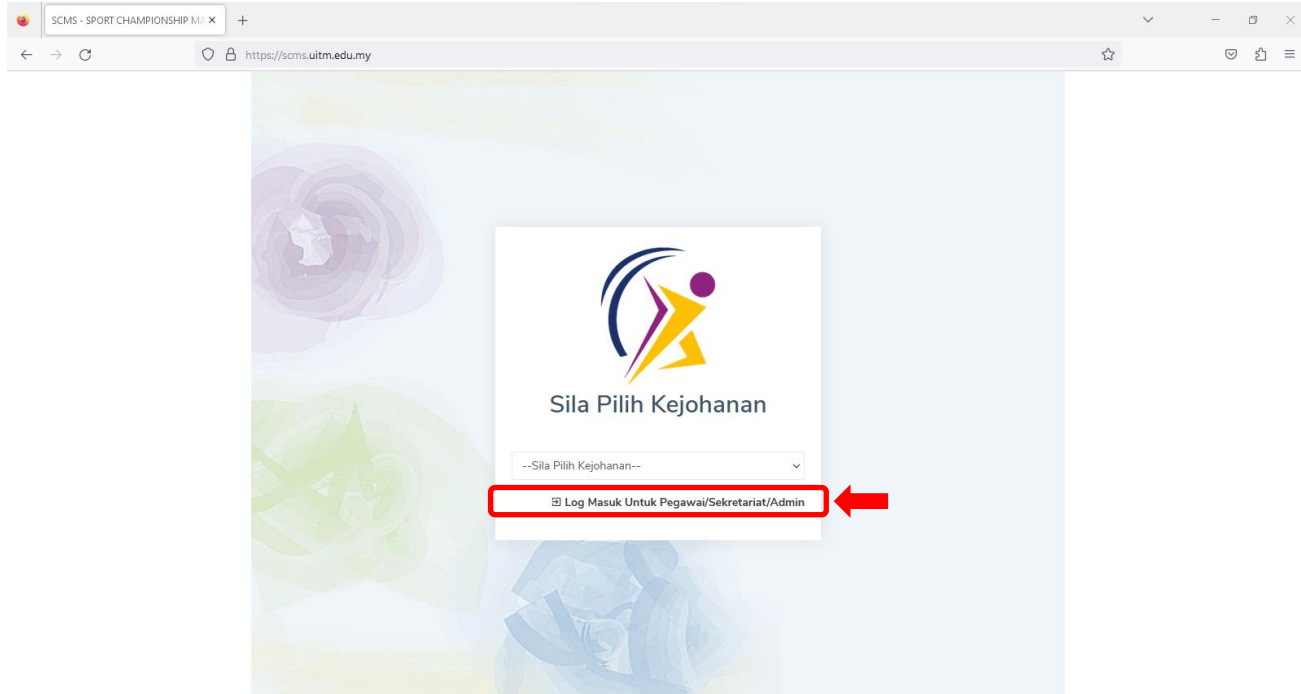 SCMS - SPORT CHAMPIONSHIP MA
https://scms.uitm.edu.my
Sila Pilih Kejohanan
--Sila Pilih Kejohanan--
Log Masuk Untuk Pegawai/Sekretariat/Admin